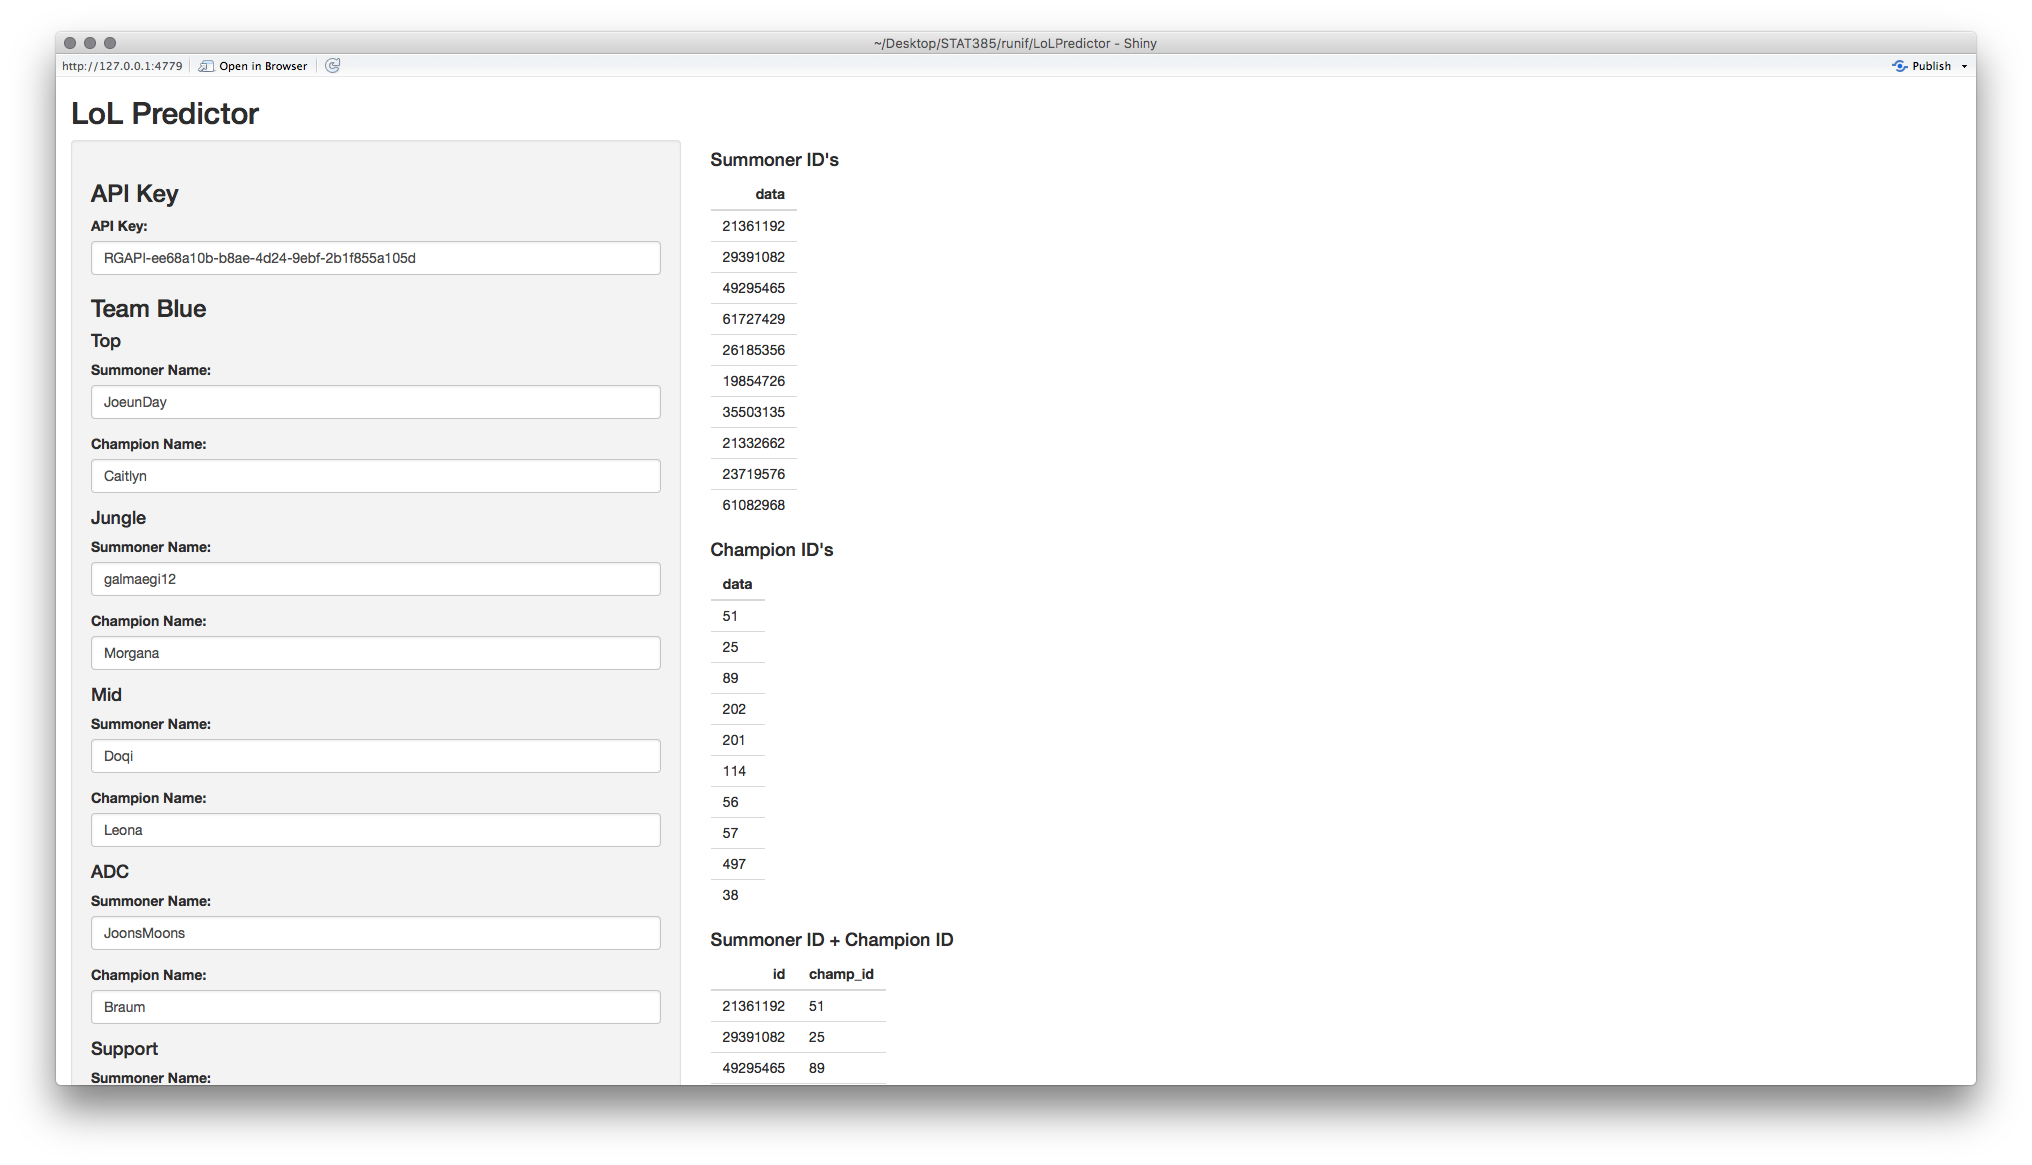 ~/Desktop/STAT385/runif/LoLPredictor - Shiny
http://127.0.0.1:4779 Open in Browser Publish
LoL Predictor
API Key
API Key:
RGAPI-ee68a10b-b8ae-4d24-9ebf-2b1f855a105d
Team Blue
Top
Summoner Name:
JoeunDay
Champion Name:
Caitlyn
Jungle
Summoner Name:
galmaegi12
Champion Name:
Morgana
Mid
Summoner Name:
Doqi
Champion Name:
Leona
ADC
Summoner Name:
JoonsMoons
Champion Name:
Braum
Support
Summoner Name:
Summoner ID's
data
21361192
29391082
49295465
61727429
26185356
19854726
35503135
21332662
23719576
61082968
Champion ID's
data
51
25
89
202
201
114
56
57
497
38
Summoner ID + Champion ID
id champ_id
21361192 51
29391082 25
49295465 89